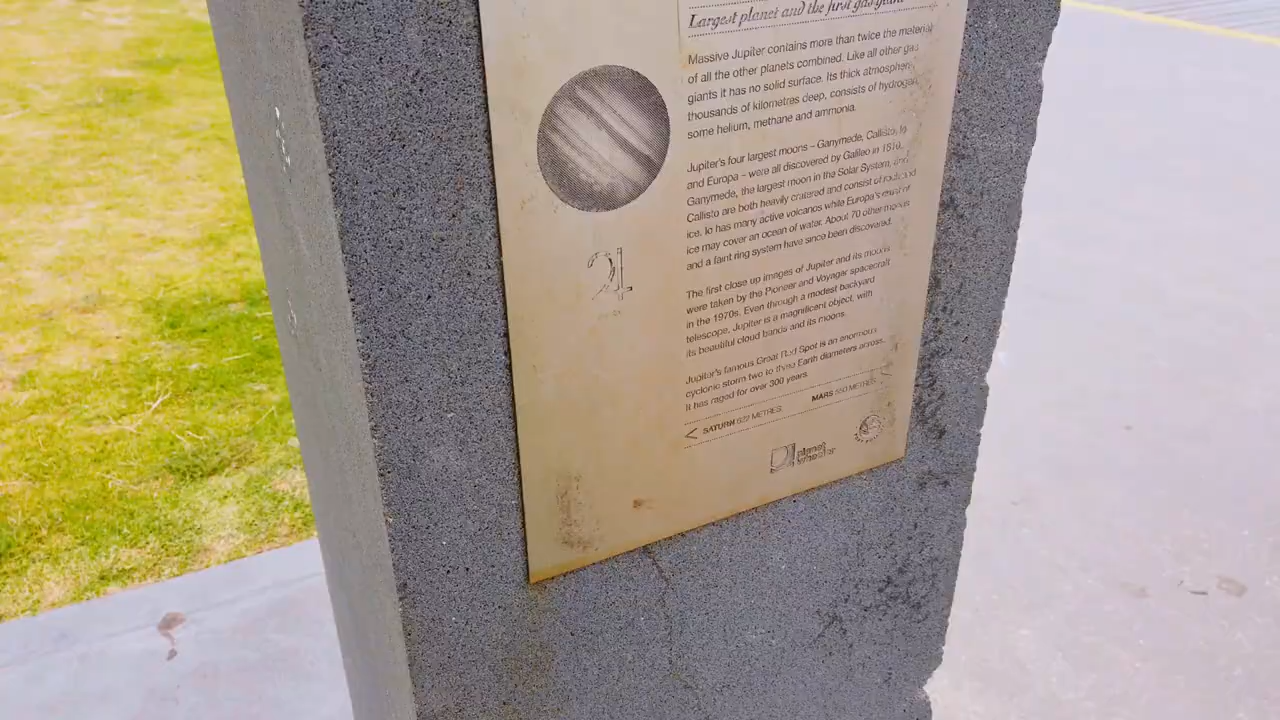 Largest planet and the first gas giant
Massive Jupiter contains more than twice the material
of all the other planets combined. Like all other gas
giants it has no solid surface. Its thick atmosphere,
thousands of kilometres deep, consists of hydrogen,
some helium, methane and ammonia.
Jupiter's four largest moons – Ganymede, Callisto, Io
and Europa – were all discovered by Galileo in 1610.
Ganymede, the largest moon in the Solar System, and
Callisto are both heavily cratered and consist of rock and
ice. Io has many active volcanos while Europa's crust of
ice may cover an ocean of water. About 70 other moons
and a faint ring system have since been discovered.
The first close up images of Jupiter and its moons
were taken by the Pioneer and Voyager spacecraft
in the 1970s. Even through a modest backyard
telescope, Jupiter is a magnificent object, with
its beautiful cloud bands and its moons.
Jupiter's famous Great Red Spot is an enormous
cyclonic storm two to three Earth diameters across.
It has raged for over 300 years.
< SATURN METRES MARS 550 METRES
planet